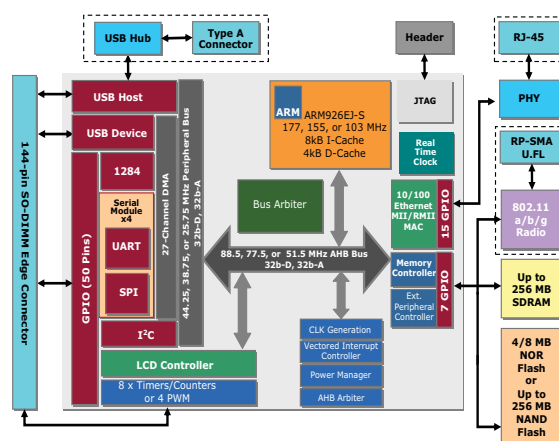 USB Hub
Type A
Connector
Header
RJ-45
USB Host
USB Device
1284
Serial
Module
x4
UART
SPI
I²C
GPIO (50 Pins)
144-pin SO-DIMM Edge Connector
27-Channel DMA
44.25, 38.75, or 25.75 MHz Peripheral Bus
32b-D, 32b-A
ARM
ARM926EJ-S
177, 155, or 103 MHz
8kB I-Cache
4kB D-Cache
JTAG
Real
Time
Clock
PHY
RP-SMA
U.FL
Bus Arbiter
10/100
Ethernet
MII/RMII
MAC
15 GPIO
802.11
a/b/g
Radio
88.5, 77.5, or 51.5 MHz AHB Bus
32b-D, 32b-A
Memory
Controller
Ext.
Peripheral
Controller
7 GPIO
Up to
256 MB
SDRAM
CLK Generation
Vectored Interrupt
Controller
Power Manager
AHB Arbiter
LCD Controller
8 x Timers/Counters
or 4 PWM
4/8 MB
NOR
Flash
or
Up to
256 MB
NAND
Flash